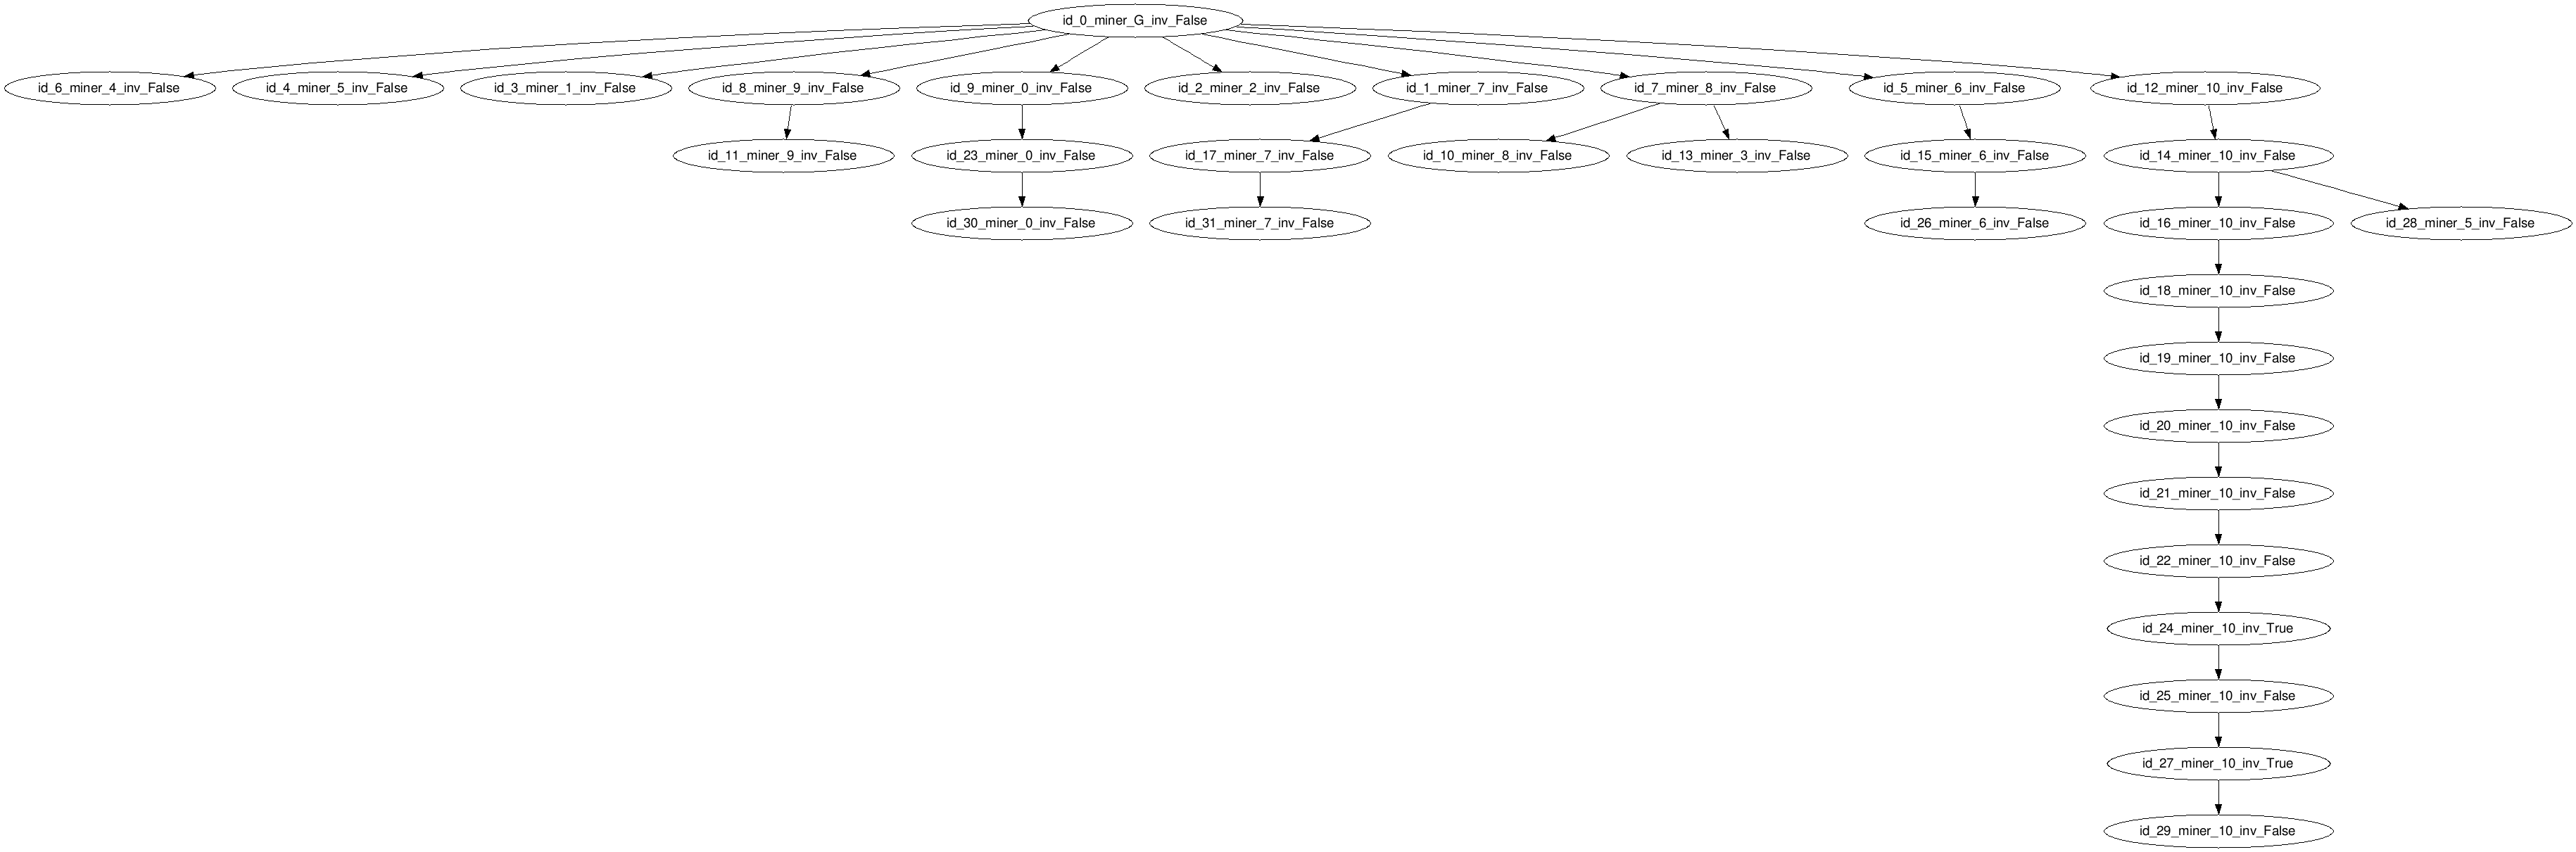 id_0_miner_G_inv_False
id_6_miner_4_inv_False
id_4_miner_5_inv_False
id_3_miner_1_inv_False
id_8_miner_9_inv_False
id_9_miner_0_inv_False
id_2_miner_2_inv_False
id_1_miner_7_inv_False
id_7_miner_8_inv_False
id_5_miner_6_inv_False
id_12_miner_10_inv_False
id_11_miner_9_inv_False
id_23_miner_0_inv_False
id_17_miner_7_inv_False
id_10_miner_8_inv_False
id_13_miner_3_inv_False
id_15_miner_6_inv_False
id_14_miner_10_inv_False
id_30_miner_0_inv_False
id_31_miner_7_inv_False
id_26_miner_6_inv_False
id_16_miner_10_inv_False
id_28_miner_5_inv_False
id_18_miner_10_inv_False
id_19_miner_10_inv_False
id_20_miner_10_inv_False
id_21_miner_10_inv_False
id_22_miner_10_inv_False
id_24_miner_10_inv_True
id_25_miner_10_inv_False
id_27_miner_10_inv_True
id_29_miner_10_inv_False